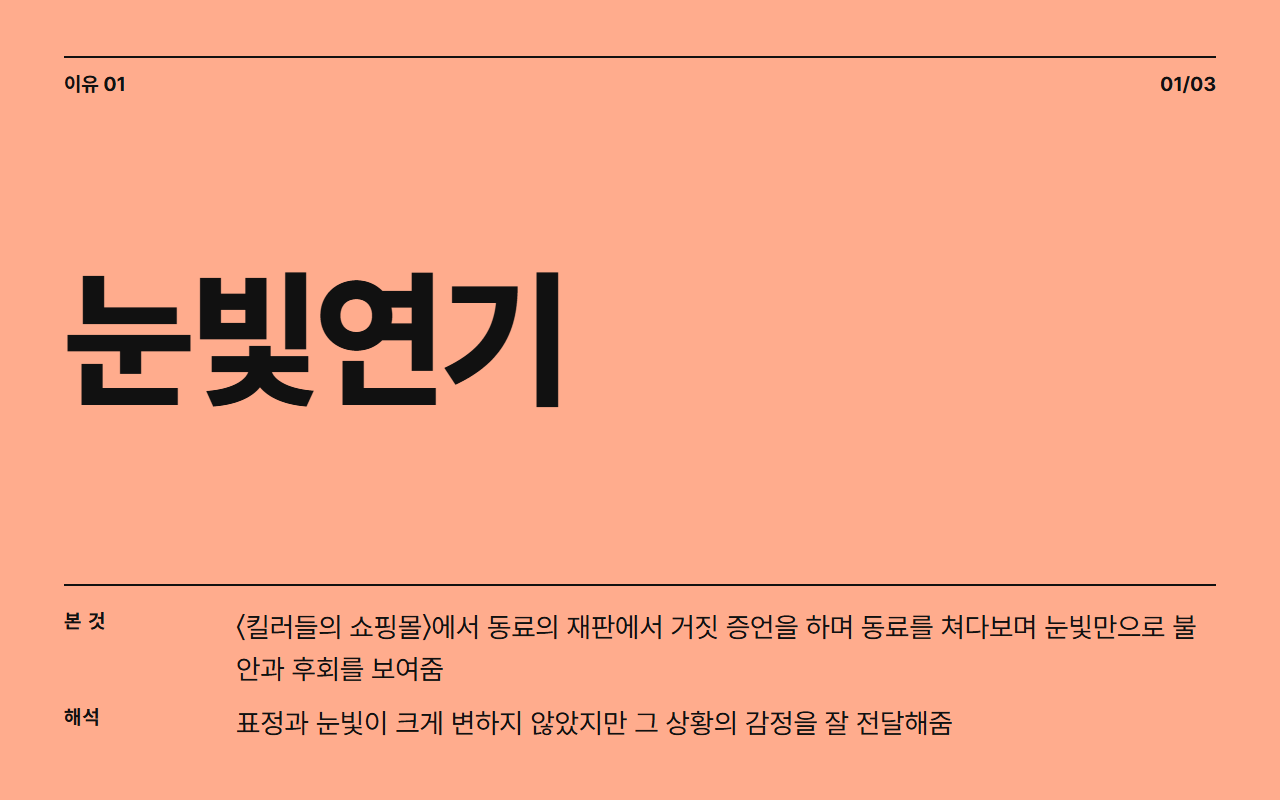 이유 01
01/03
눈빛연기
본 것
〈킬러들의 쇼핑몰〉에서 동료의 재판에서 거짓 증언을 하며 동료를 쳐다보며 눈빛만으로 불
안과 후회를 보여줌
해석
표정과 눈빛이 크게 변하지 않았지만 그 상황의 감정을 잘 전달해줌